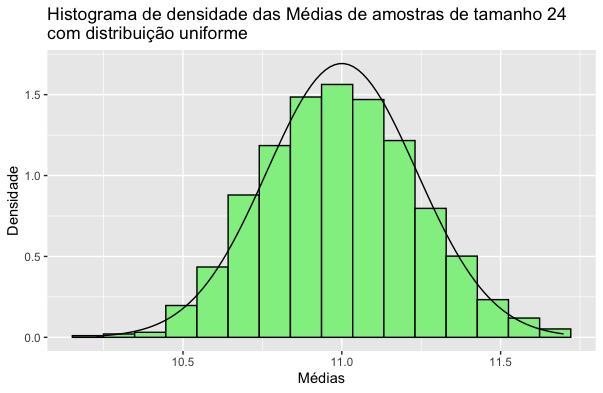 Histograma de densidade das Médias de amostras de tamanho 24
com distribuição uniforme
1.5
1.0
0.5
0.0
Densidade
10.5 11.0 11.5
Médias